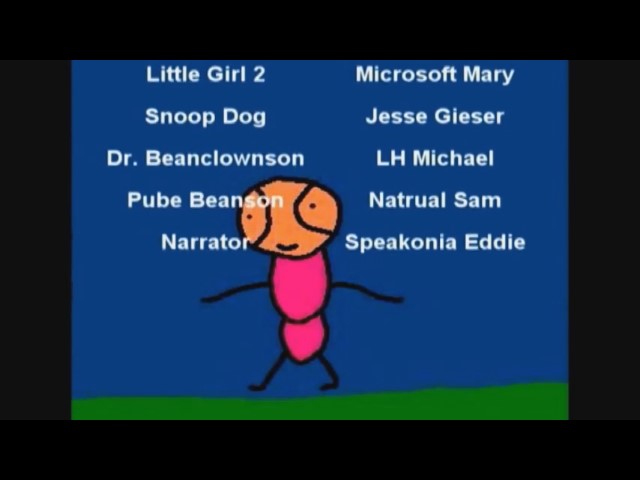 Little Girl 2 Microsoft Mary
Snoop Dog Jesse Gieser
Dr. Beanclownson LH Michael
Pube Beanson Natrual Sam
Narrator Speakonia Eddie